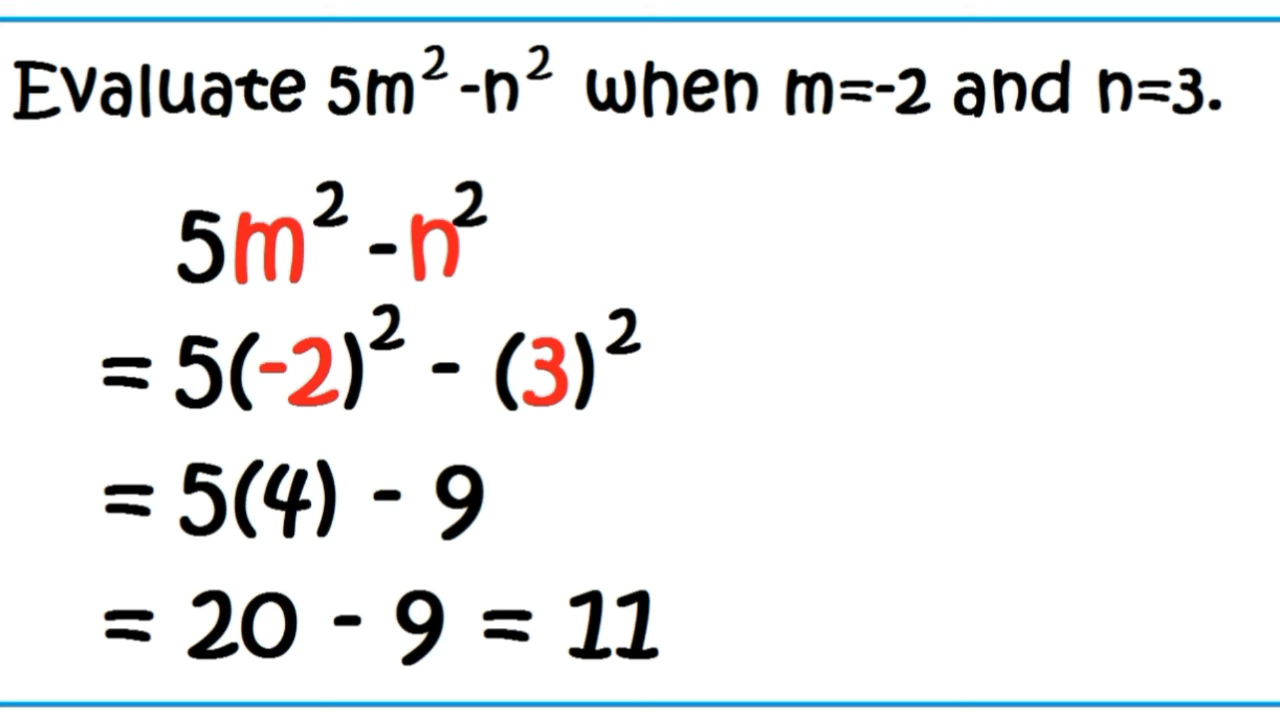 Evaluate 5m² -n² when m=-2 and n=3.
5m² -n²
= 5(-2)² - (3)²
= 5(4) - 9
= 20 - 9 = 11